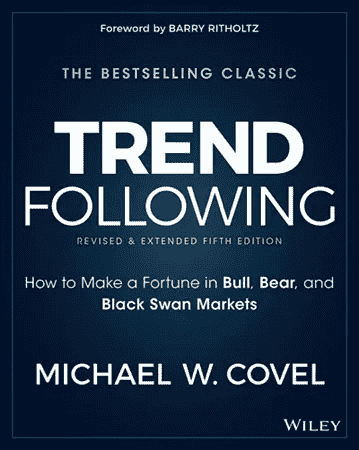 Foreword by BARRY RITHOLTZ
THE BESTSELLING CLASSIC
TREND
FOLLOWING
REVISED & EXTENDED FIFTH EDITION
How to Make a Fortune in Bull, Bear, and
Black Swan Markets
MICHAEL W. COVEL
WILEY